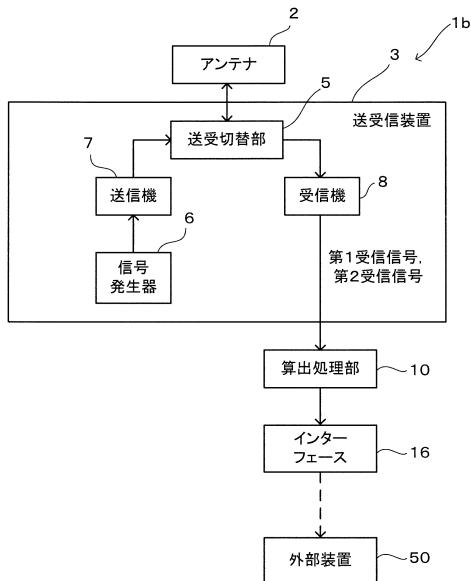 2
1b
アンテナ
3
5
送受信装置
送受切替部
7
8
送信機
受信機
6
信号
発生器
第1受信信号,
第2受信信号
算出処理部
10
インター
フェース
16
外部装置
50